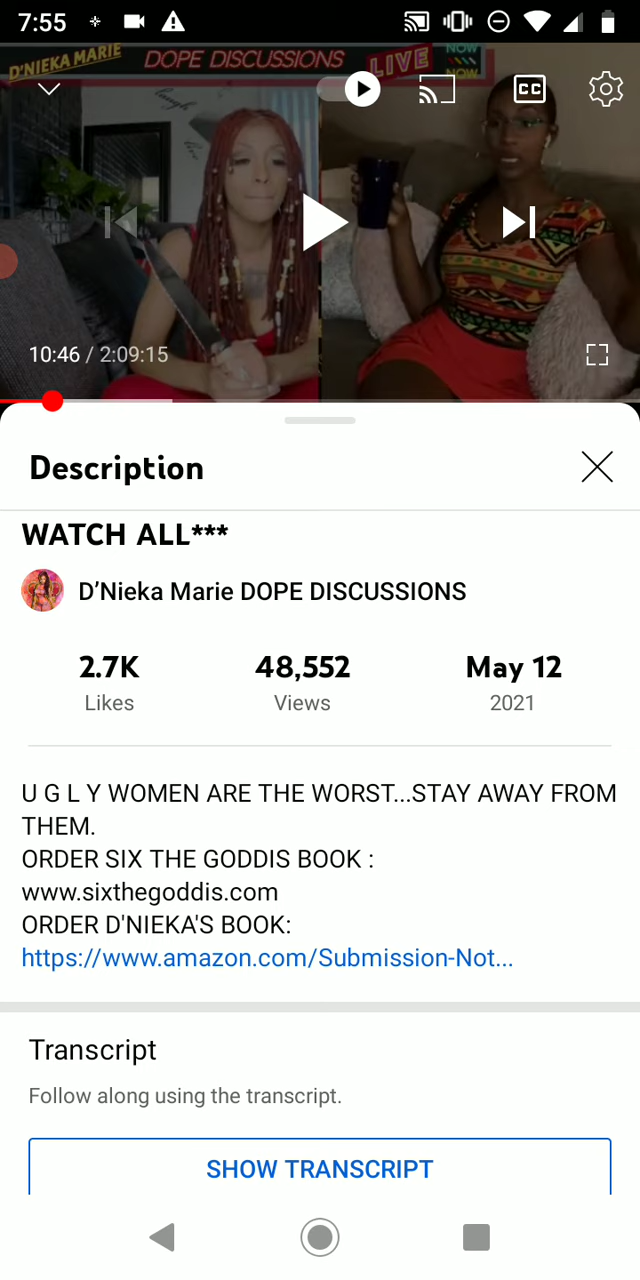 7:55
D'NIEKA MARIE DOPE DISCUSSIONS LIVE NOW
NOW
CC
laugh
10:46 / 2:09:15
Description
WATCH ALL***
D’Nieka Marie DOPE DISCUSSIONS
2.7K 48,552 May 12
Likes Views 2021
U G L Y WOMEN ARE THE WORST...STAY AWAY FROM
THEM.
ORDER SIX THE GODDIS BOOK :
www.sixthegoddis.com
ORDER D'NIEKA'S BOOK:
https://www.amazon.com/Submission-Not...
Transcript
Follow along using the transcript.
SHOW TRANSCRIPT